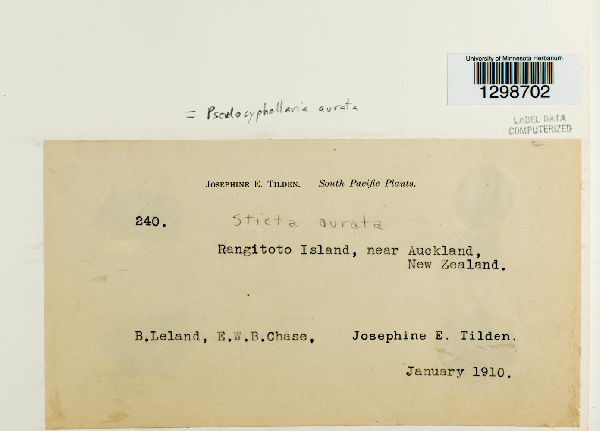 University of Minnesota Herbarium
1298702
LABEL DATA
COMPUTERIZED
= Psedocyphellaria aurata
JOSEPHINE E. TILDEN. South Pacific Plants.
240. Sticta aurata
Rangitoto Island, near Auckland,
New Zealand.
B.Leland, E.W.B.Chase, Josephine E. Tilden.
January 1910.